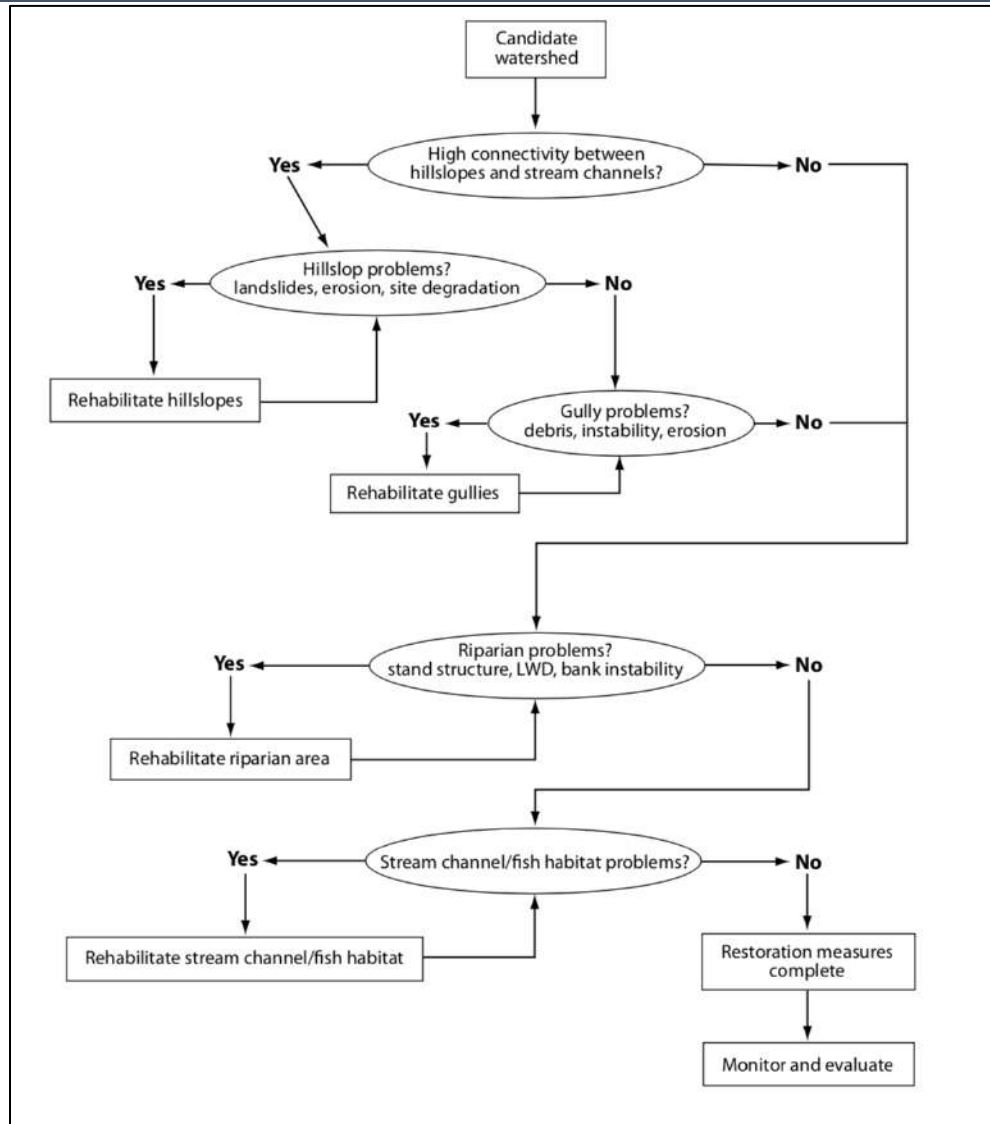 Candidate
watershed
High connectivity between
hillslopes and stream channels?
Yes
No
Hillslop problems?
landslides, erosion, site degradation
Yes
No
Rehabilitate hillslopes
Gully problems?
debris, instability, erosion
Yes
No
Rehabilitate gullies
Riparian problems?
stand structure, LWD, bank instability
Yes
No
Rehabilitate riparian area
Stream channel/fish habitat problems?
Yes
No
Rehabilitate stream channel/fish habitat
Restoration measures
complete
Monitor and evaluate